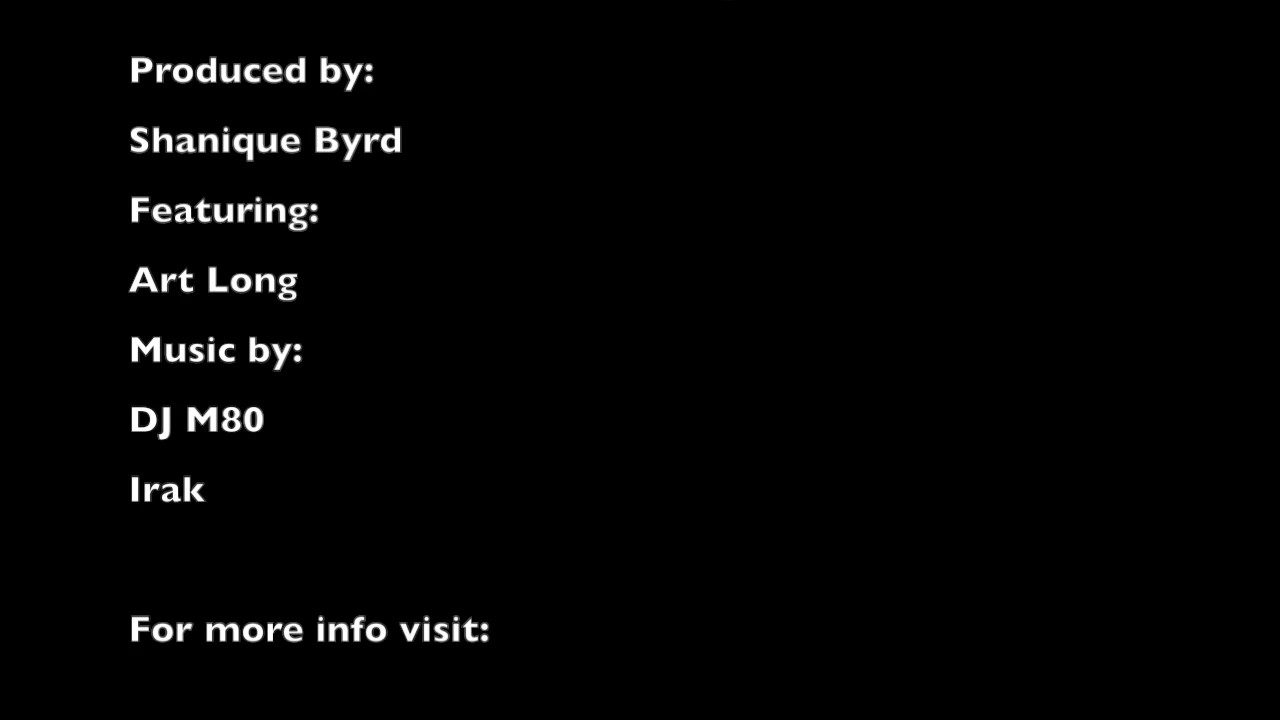 Produced by:
Shanique Byrd
Featuring:
Art Long
Music by:
DJ M80
Irak
For more info visit: